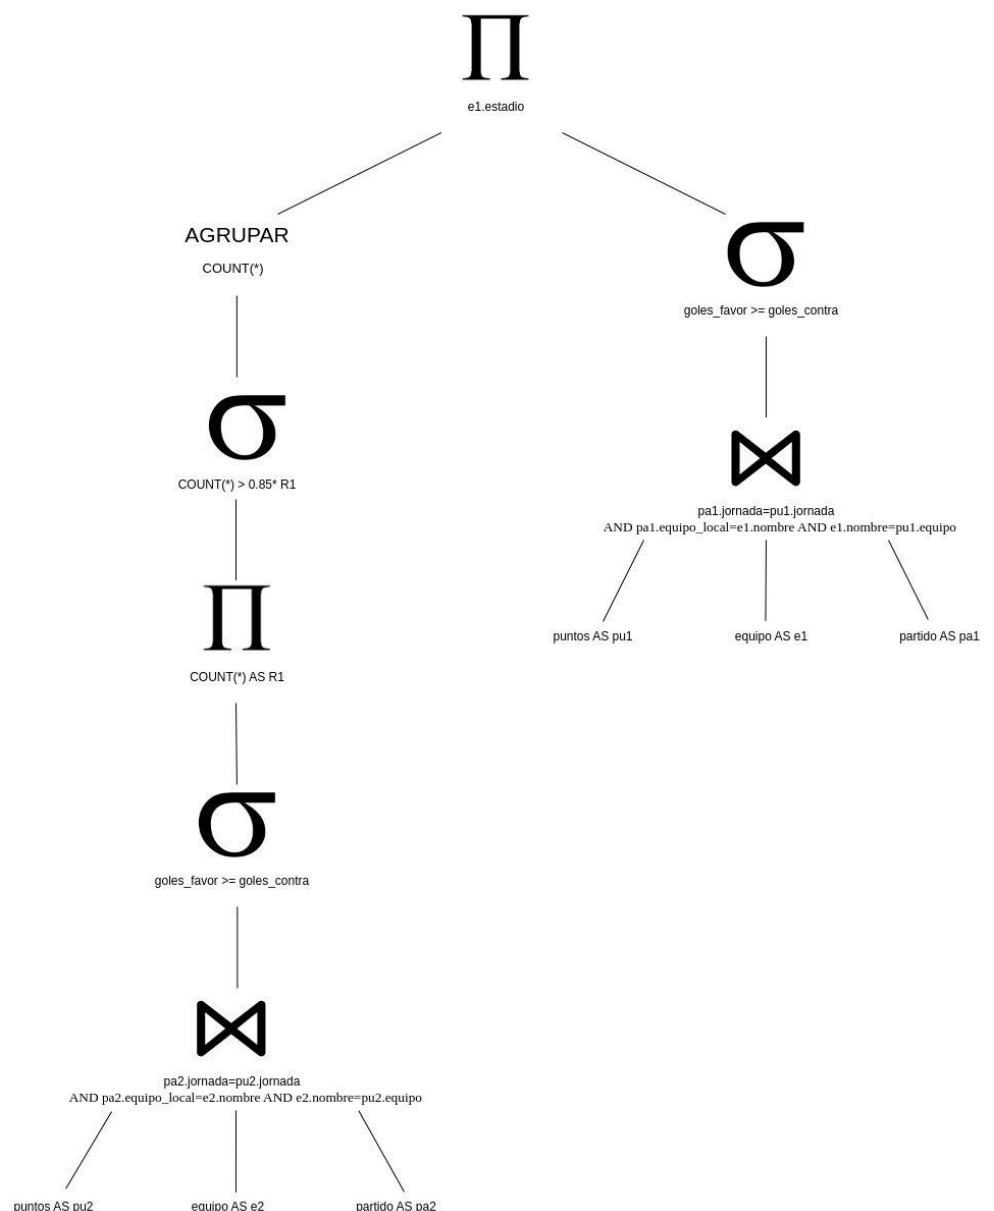 Π
e1.estadio
AGRUPAR
COUNT(*)
σ
goles_favor >= goles_contra
σ
COUNT(*) > 0.85* R1
⋈
pa1.jornada=pu1.jornada
AND pa1.equipo_local=e1.nombre AND e1.nombre=pu1.equipo
Π
COUNT(*) AS R1
puntos AS pu1
equipo AS e1
partido AS pa1
σ
goles_favor >= goles_contra
⋈
pa2.jornada=pu2.jornada
AND pa2.equipo_local=e2.nombre AND e2.nombre=pu2.equipo
puntos AS pu2
equipo AS e2
partido AS pa2